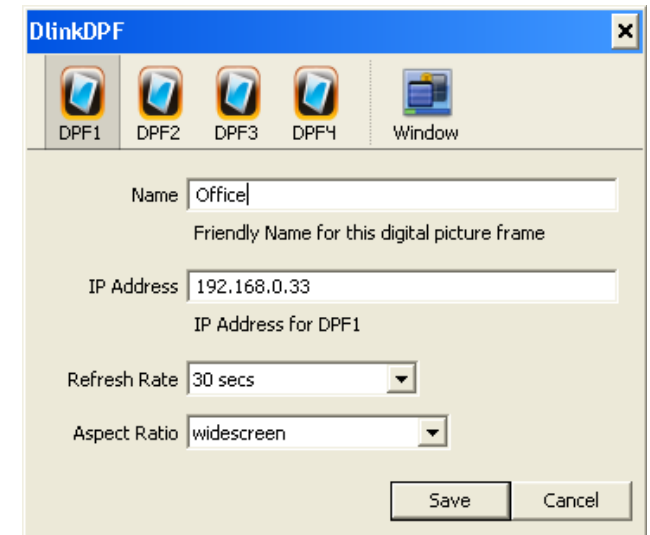 DlinkDPF
DPF1 DPF2 DPF3 DPF4 Window
Name Office
Friendly Name for this digital picture frame
IP Address 192.168.0.33
IP Address for DPF1
Refresh Rate 30 secs
Aspect Ratio widescreen
Save Cancel